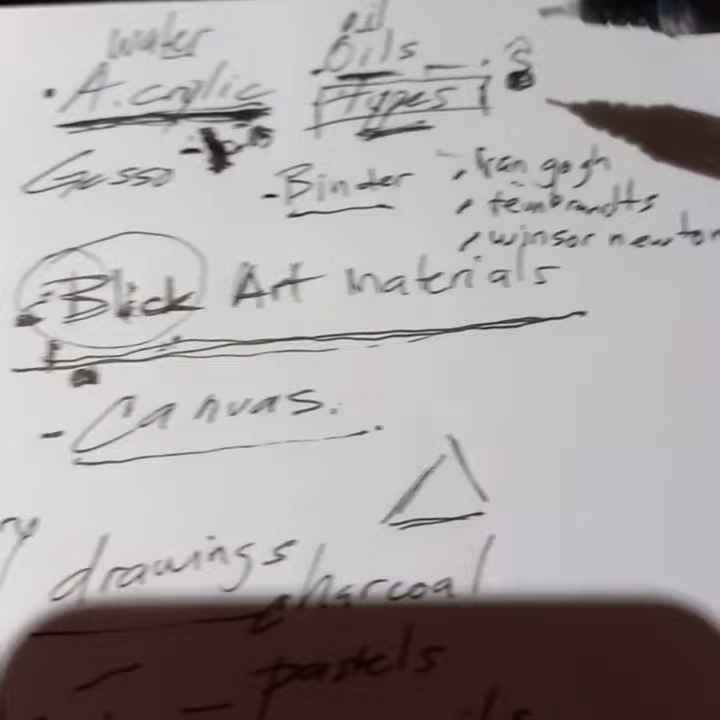 water
oil
• Acrylic
• Oils
Types
Gesso
- Binder
• Van gogh
• rembrandts
• winsor newton
• Blick Art materials
- Canvas.
drawings
charcoal
pastels